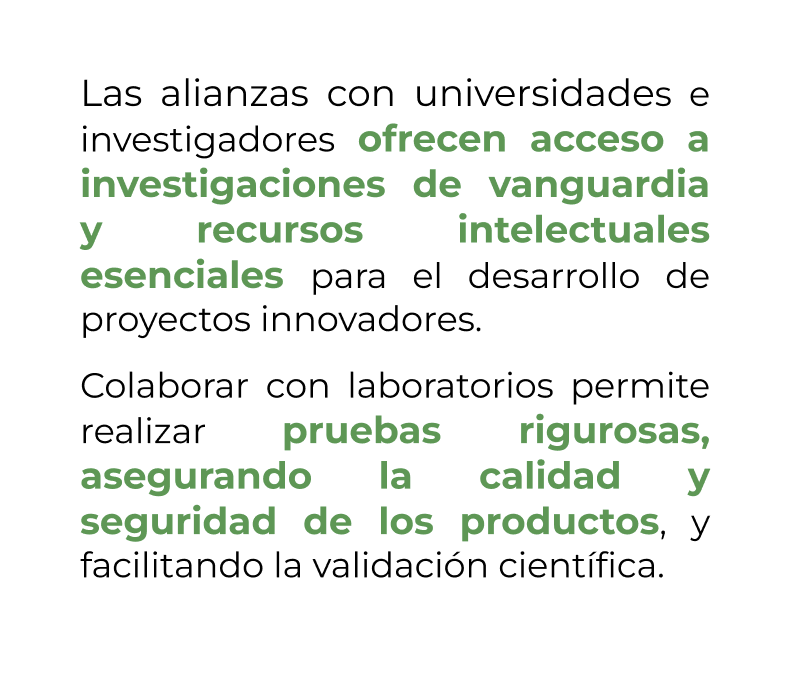 Las alianzas con universidades e
investigadores ofrecen acceso a
investigaciones de vanguardia
y recursos intelectuales
esenciales para el desarrollo de
proyectos innovadores.
Colaborar con laboratorios permite
realizar pruebas rigurosas,
asegurando la calidad y
seguridad de los productos, y
facilitando la validación científica.